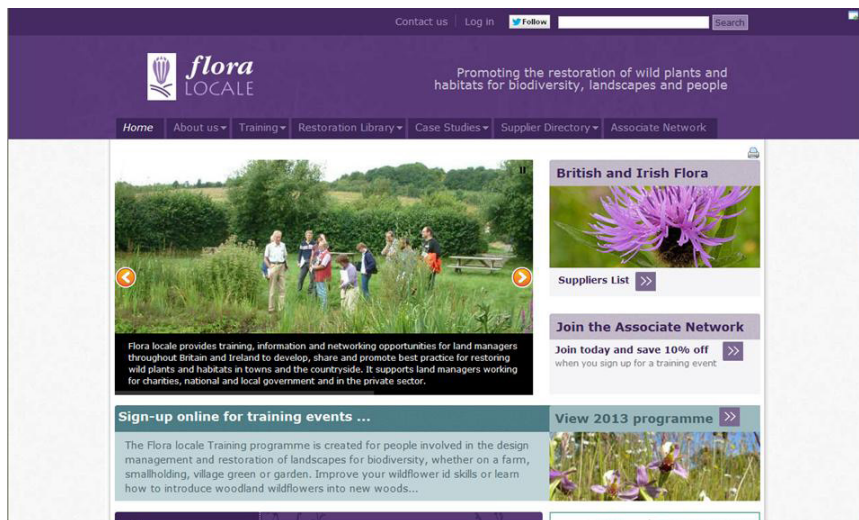 Contact us
Log in
Follow
Search
flora
LOCALE
Promoting the restoration of wild plants and
habitats for biodiversity, landscapes and people
Home
About us
Training
Restoration Library
Case Studies
Supplier Directory
Associate Network
Flora locale provides training, information and networking opportunities for land managers
throughout Britain and Ireland to develop, share and promote best practice for restoring
wild plants and habitats in towns and the countryside. It supports land managers working
for charities, national and local government and in the private sector.
British and Irish Flora
Suppliers List
Join the Associate Network
Join today and save 10% off
when you sign up for a training event
Sign-up online for training events ...
The Flora locale Training programme is created for people involved in the design
management and restoration of landscapes for biodiversity, whether on a farm,
smallholding, village green or garden. Improve your wildflower id skills or learn
how to introduce woodland wildflowers into new woods...
View 2013 programme